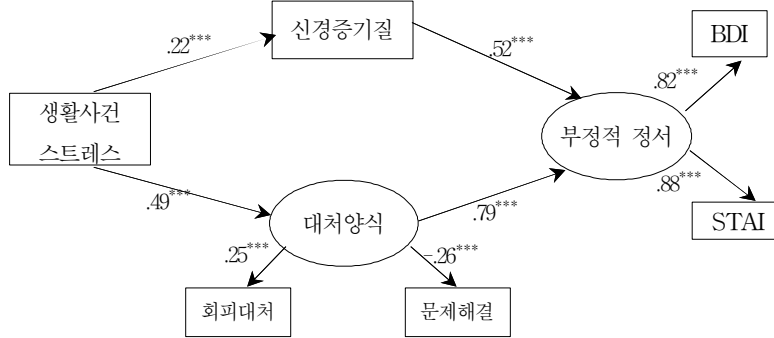 신경증기질
BDI
.22***
.52***
.82***
생활사건
스트레스
부정적 정서
.49***
.79***
.88***
대처양식
STAI
.25***
-.26***
회피대처
문제해결